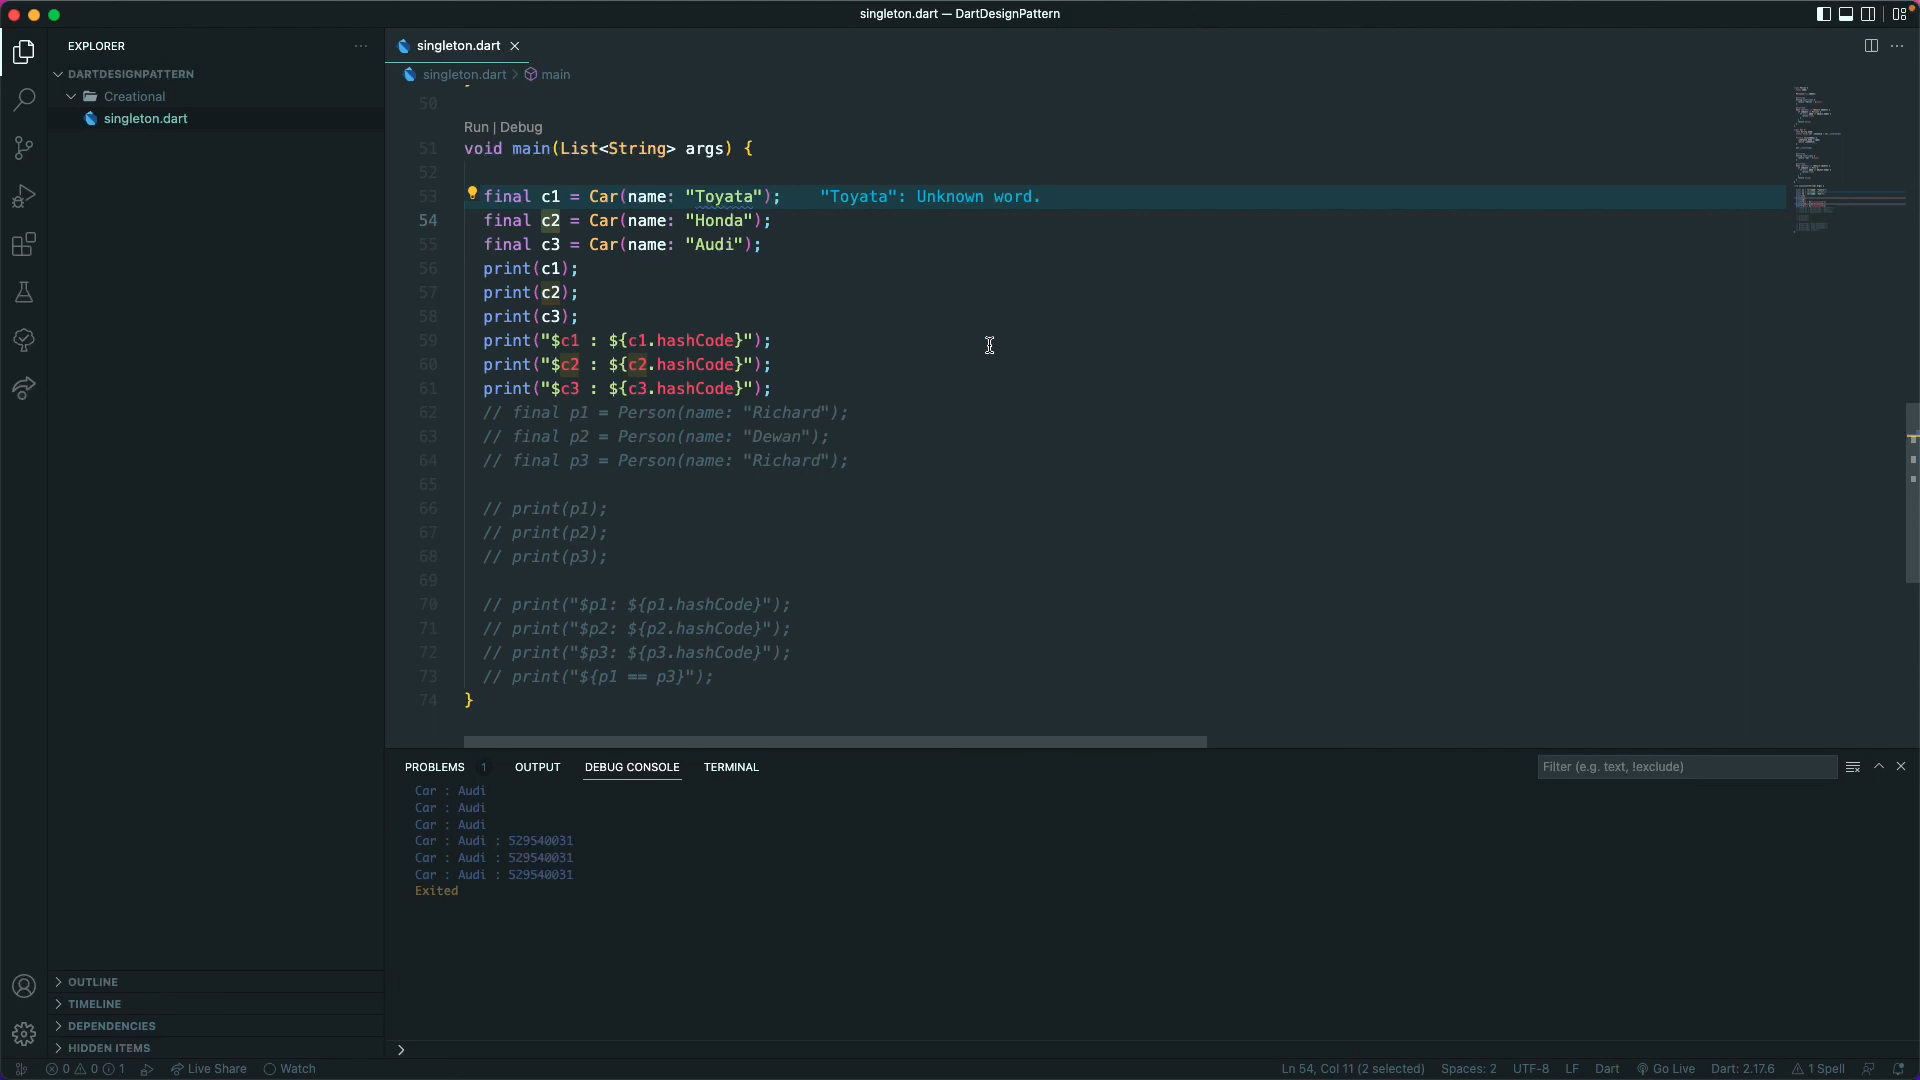 singleton.dart — DartDesignPattern
EXPLORER
DARTDESIGNPATTERN
Creational
singleton.dart
singleton.dart
singleton.dart > main
50
Run | Debug
51 void main(List<String> args) {
52
53 final c1 = Car(name: "Toyata"); "Toyata": Unknown word.
54 final c2 = Car(name: "Honda");
55 final c3 = Car(name: "Audi");
56 print(c1);
57 print(c2);
58 print(c3);
59 print("$c1 : ${c1.hashCode}");
60 print("$c2 : ${c2.hashCode}");
61 print("$c3 : ${c3.hashCode}");
62 // final p1 = Person(name: "Richard");
63 // final p2 = Person(name: "Dewan");
64 // final p3 = Person(name: "Richard");
65
66 // print(p1);
67 // print(p2);
68 // print(p3);
69
70 // print("$p1: ${p1.hashCode}");
71 // print("$p2: ${p2.hashCode}");
72 // print("$p3: ${p3.hashCode}");
73 // print("${p1 == p3}");
74 }
PROBLEMS 1 OUTPUT DEBUG CONSOLE TERMINAL
Filter (e.g. text, !exclude)
Car : Audi
Car : Audi
Car : Audi
Car : Audi : 529540031
Car : Audi : 529540031
Car : Audi : 529540031
Exited
OUTLINE
TIMELINE
DEPENDENCIES
HIDDEN ITEMS
0 0 1 Live Share Watch
Ln 54, Col 11 (2 selected) Spaces: 2 UTF-8 LF Dart Go Live Dart: 2.17.6 1 Spell